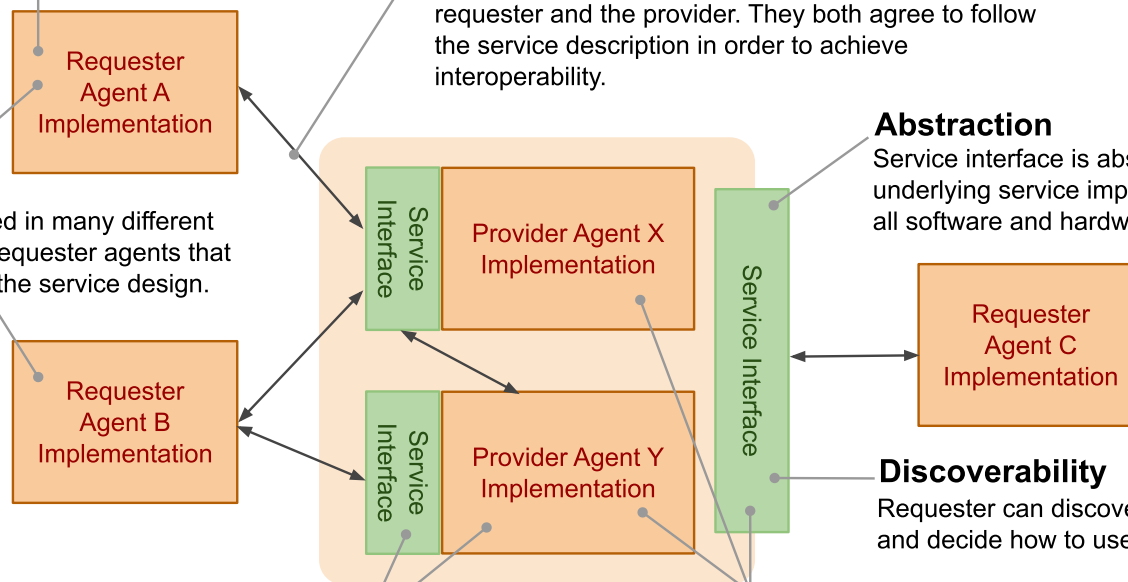 requester and the provider. They both agree to follow
the service description in order to achieve
interoperability.
Requester
Agent A
Implementation
Abstraction
Service interface is abs
underlying service imp
all software and hardw
ed in many different
equester agents that
the service design.
Service
Interface
Provider Agent X
Implementation
Service Interface
Requester
Agent C
Implementation
Requester
Agent B
Implementation
Service
Interface
Provider Agent Y
Implementation
Discoverability
Requester can discove
and decide how to use